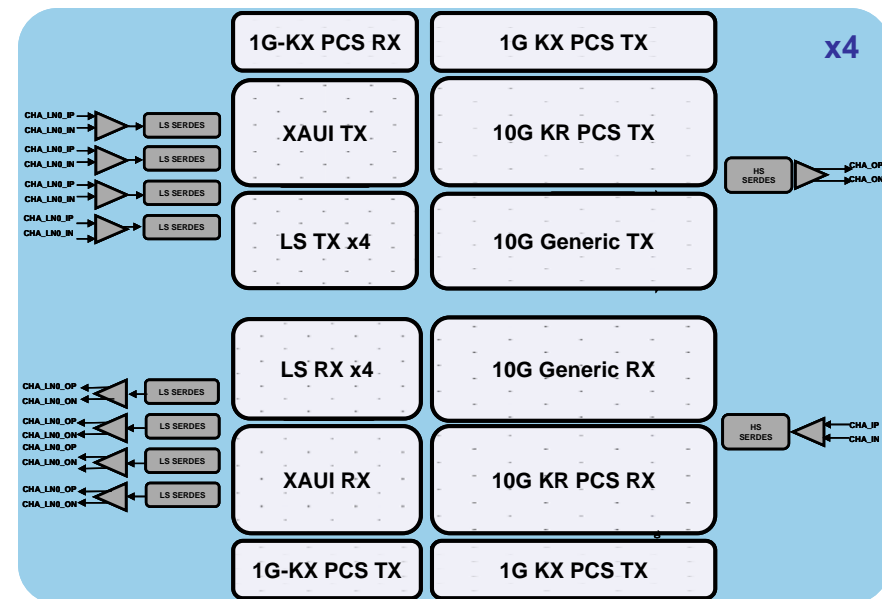 1G-KX PCS RX
1G KX PCS TX
x4
CHA_LN0_IP
CHA_LN0_IN
LS SERDES
CHA_LN0_IP
CHA_LN0_IN
LS SERDES
CHA_LN0_IP
CHA_LN0_IN
LS SERDES
CHA_LN0_IP
CHA_LN0_IN
LS SERDES
XAUI TX
10G KR PCS TX
LS TX x4
10G Generic TX
HS
SERDES
CHA_OP
CHA_ON
LS RX x4
10G Generic RX
CHA_LN0_OP
CHA_LN0_ON
LS SERDES
CHA_LN0_OP
CHA_LN0_ON
LS SERDES
CHA_LN0_OP
CHA_LN0_ON
LS SERDES
CHA_LN0_OP
CHA_LN0_ON
LS SERDES
XAUI RX
10G KR PCS RX
HS
SERDES
CHA_IP
CHA_IN
1G-KX PCS TX
1G KX PCS TX